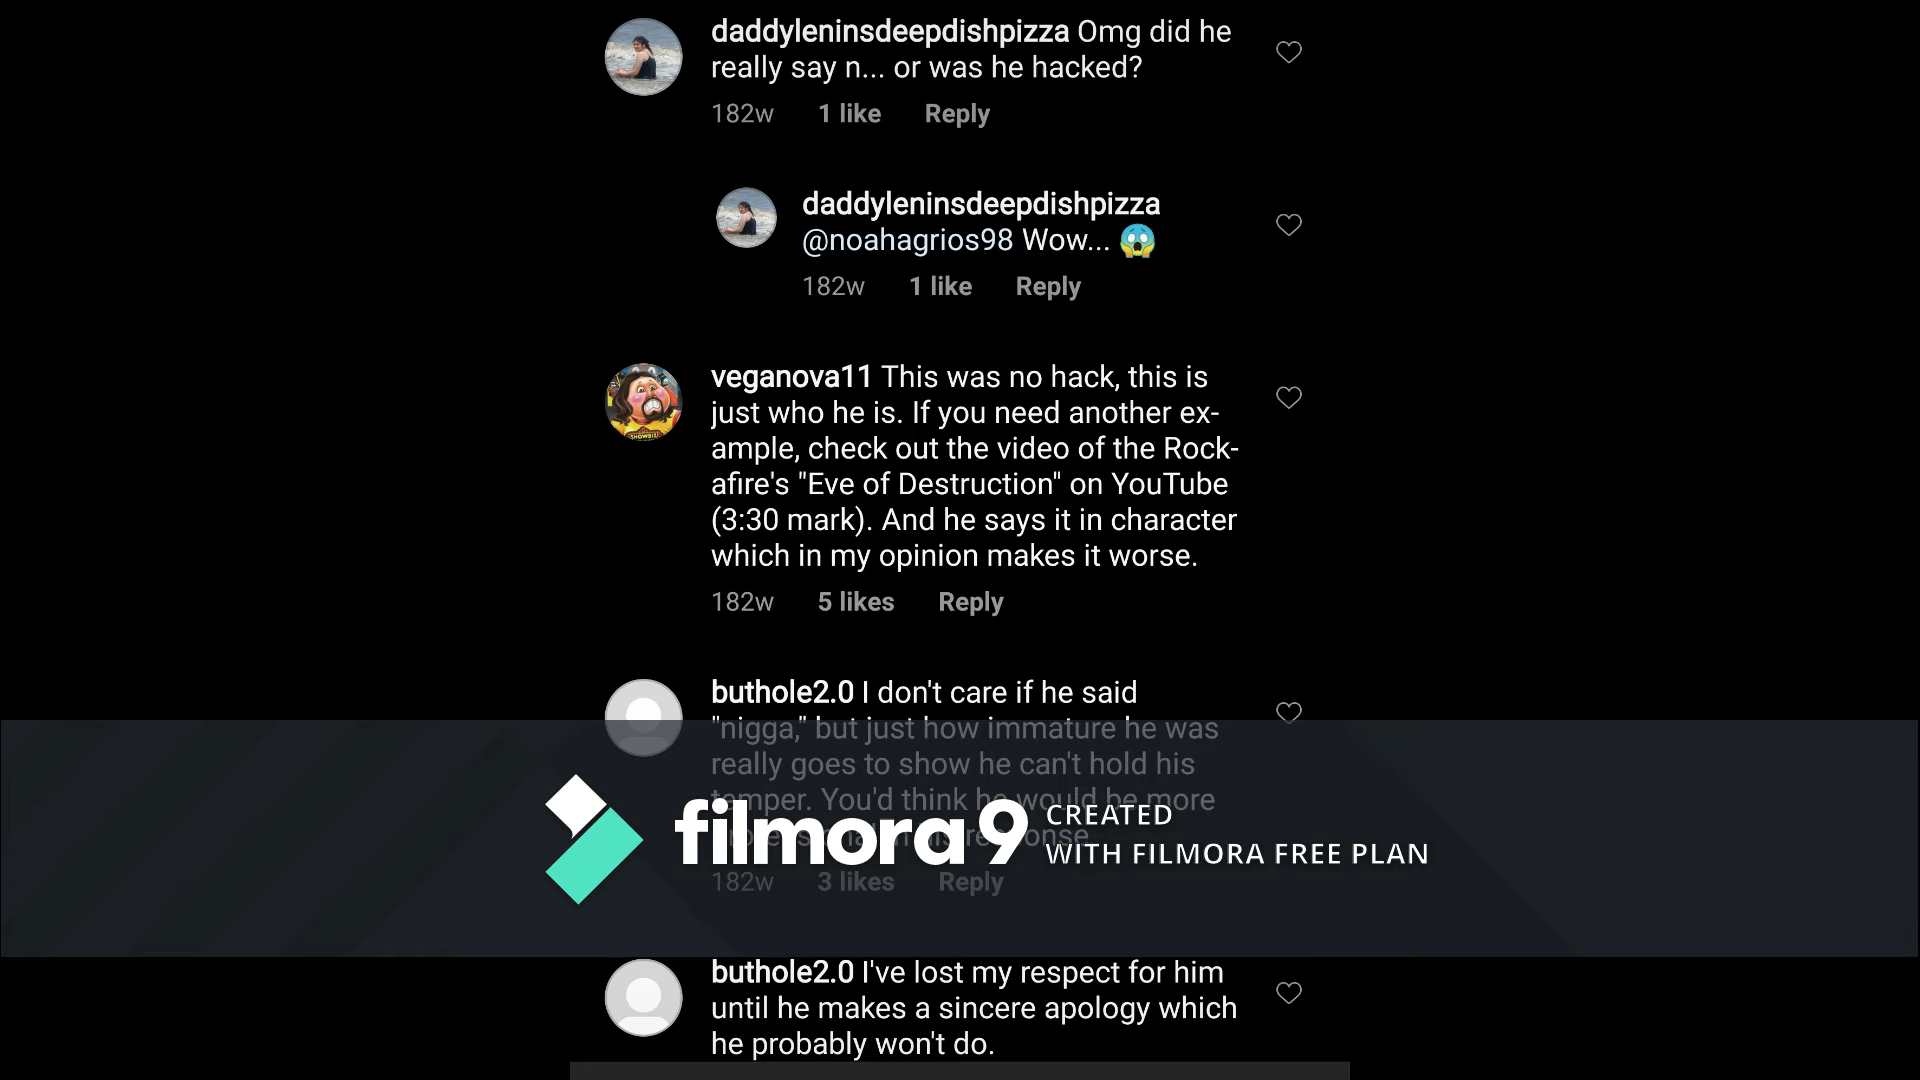 daddyleninsdeepdishpizza Omg did he
really say n... or was he hacked?
182w 1 like Reply
daddyleninsdeepdishpizza
@noahagrios98 Wow... 😱
182w 1 like Reply
veganova11 This was no hack, this is
just who he is. If you need another ex-
ample, check out the video of the Rock-
afire's "Eve of Destruction" on YouTube
(3:30 mark). And he says it in character
which in my opinion makes it worse.
182w 5 likes Reply
SHOWBIZ
buthole2.0 I don't care if he said
"nigga," but just how immature he was
really goes to show he can't hold his
temper. You'd think he would be more
response.
182w 3 likes Reply
filmora9 CREATED
WITH FILMORA FREE PLAN
buthole2.0 I've lost my respect for him
until he makes a sincere apology which
he probably won't do.